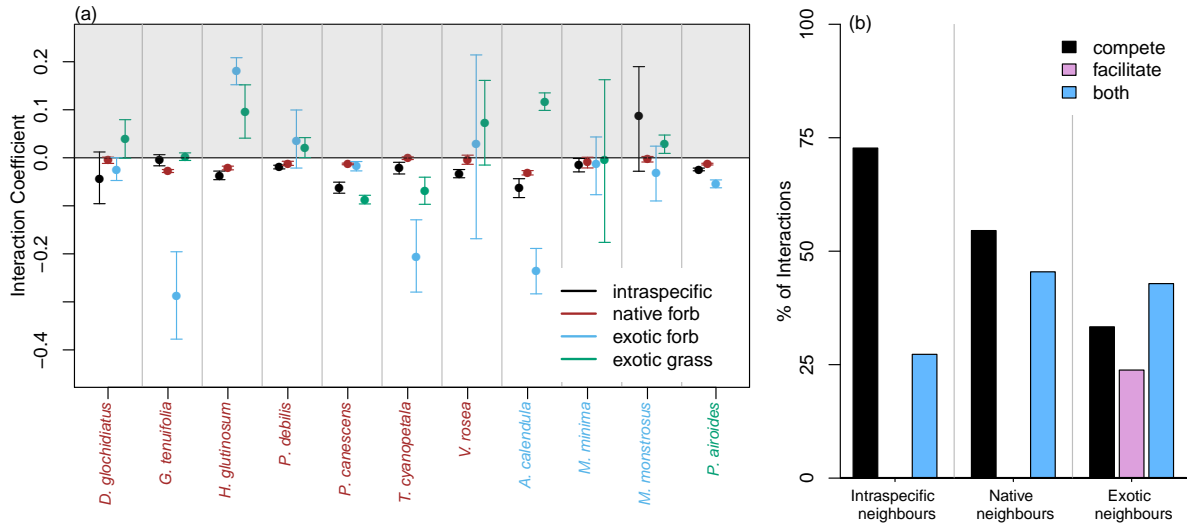 (a)
Interaction Coefficient
0.2
0.1
0.0
−0.2
−0.4
intraspecific
native forb
exotic forb
exotic grass
D. glochidiatus
G. tenuifolia
H. glutinosum
P. debilis
P. canescens
T. cyanopetala
V. rosea
A. calendula
M. minima
M. monstrosus
P. airoides
(b)
% of Interactions
100
75
50
25
0
compete
facilitate
both
Intraspecific
neighbours
Native
neighbours
Exotic
neighbours